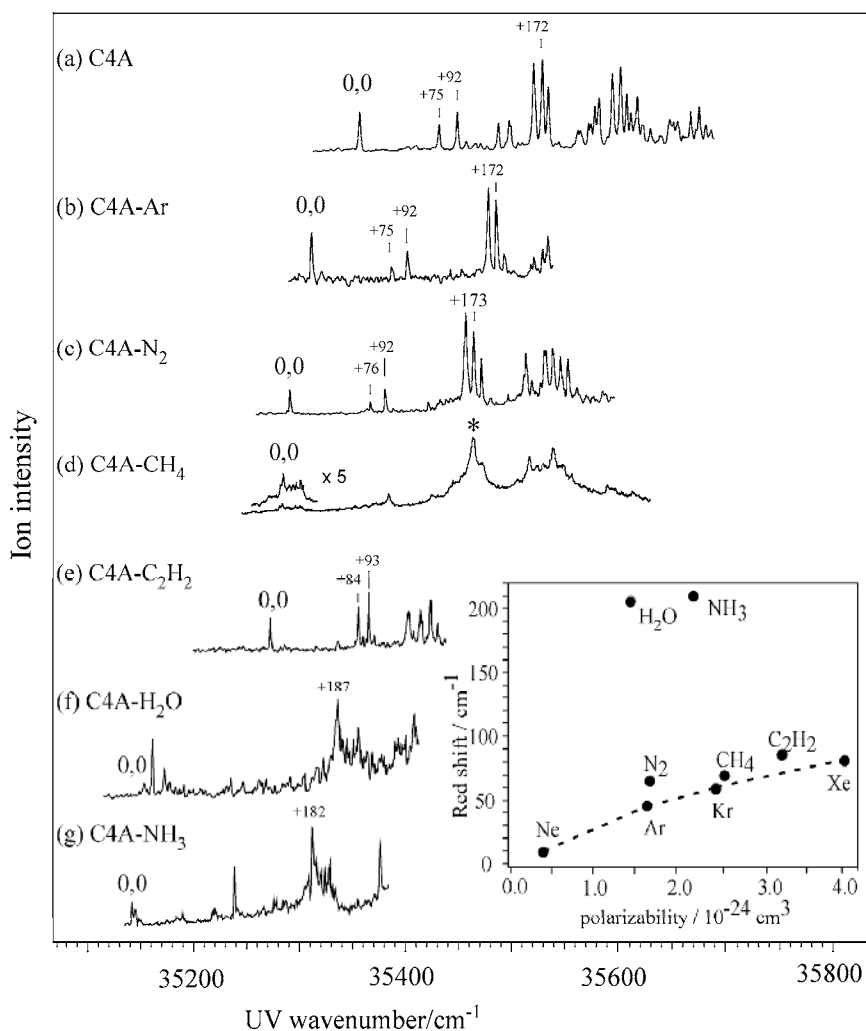 +172
(a) C4A
0,0
+75
+92
+172
(b) C4A-Ar
0,0
+75
+92
+173
(c) C4A-N2
0,0
+76
+92
*
(d) C4A-CH4
0,0
x 5
+93
+84
(e) C4A-C2H2
0,0
+187
(f) C4A-H2O
0,0
+182
(g) C4A-NH3
0,0
Ion intensity
200
150
100
50
0
Red shift / cm-1
H2O
NH3
N2
CH4
C2H2
Ne
Ar
Kr
Xe
0.0 1.0 2.0 3.0 4.0
polarizability / 10-24 cm3
35200 35400 35600 35800
UV wavenumber/cm-1